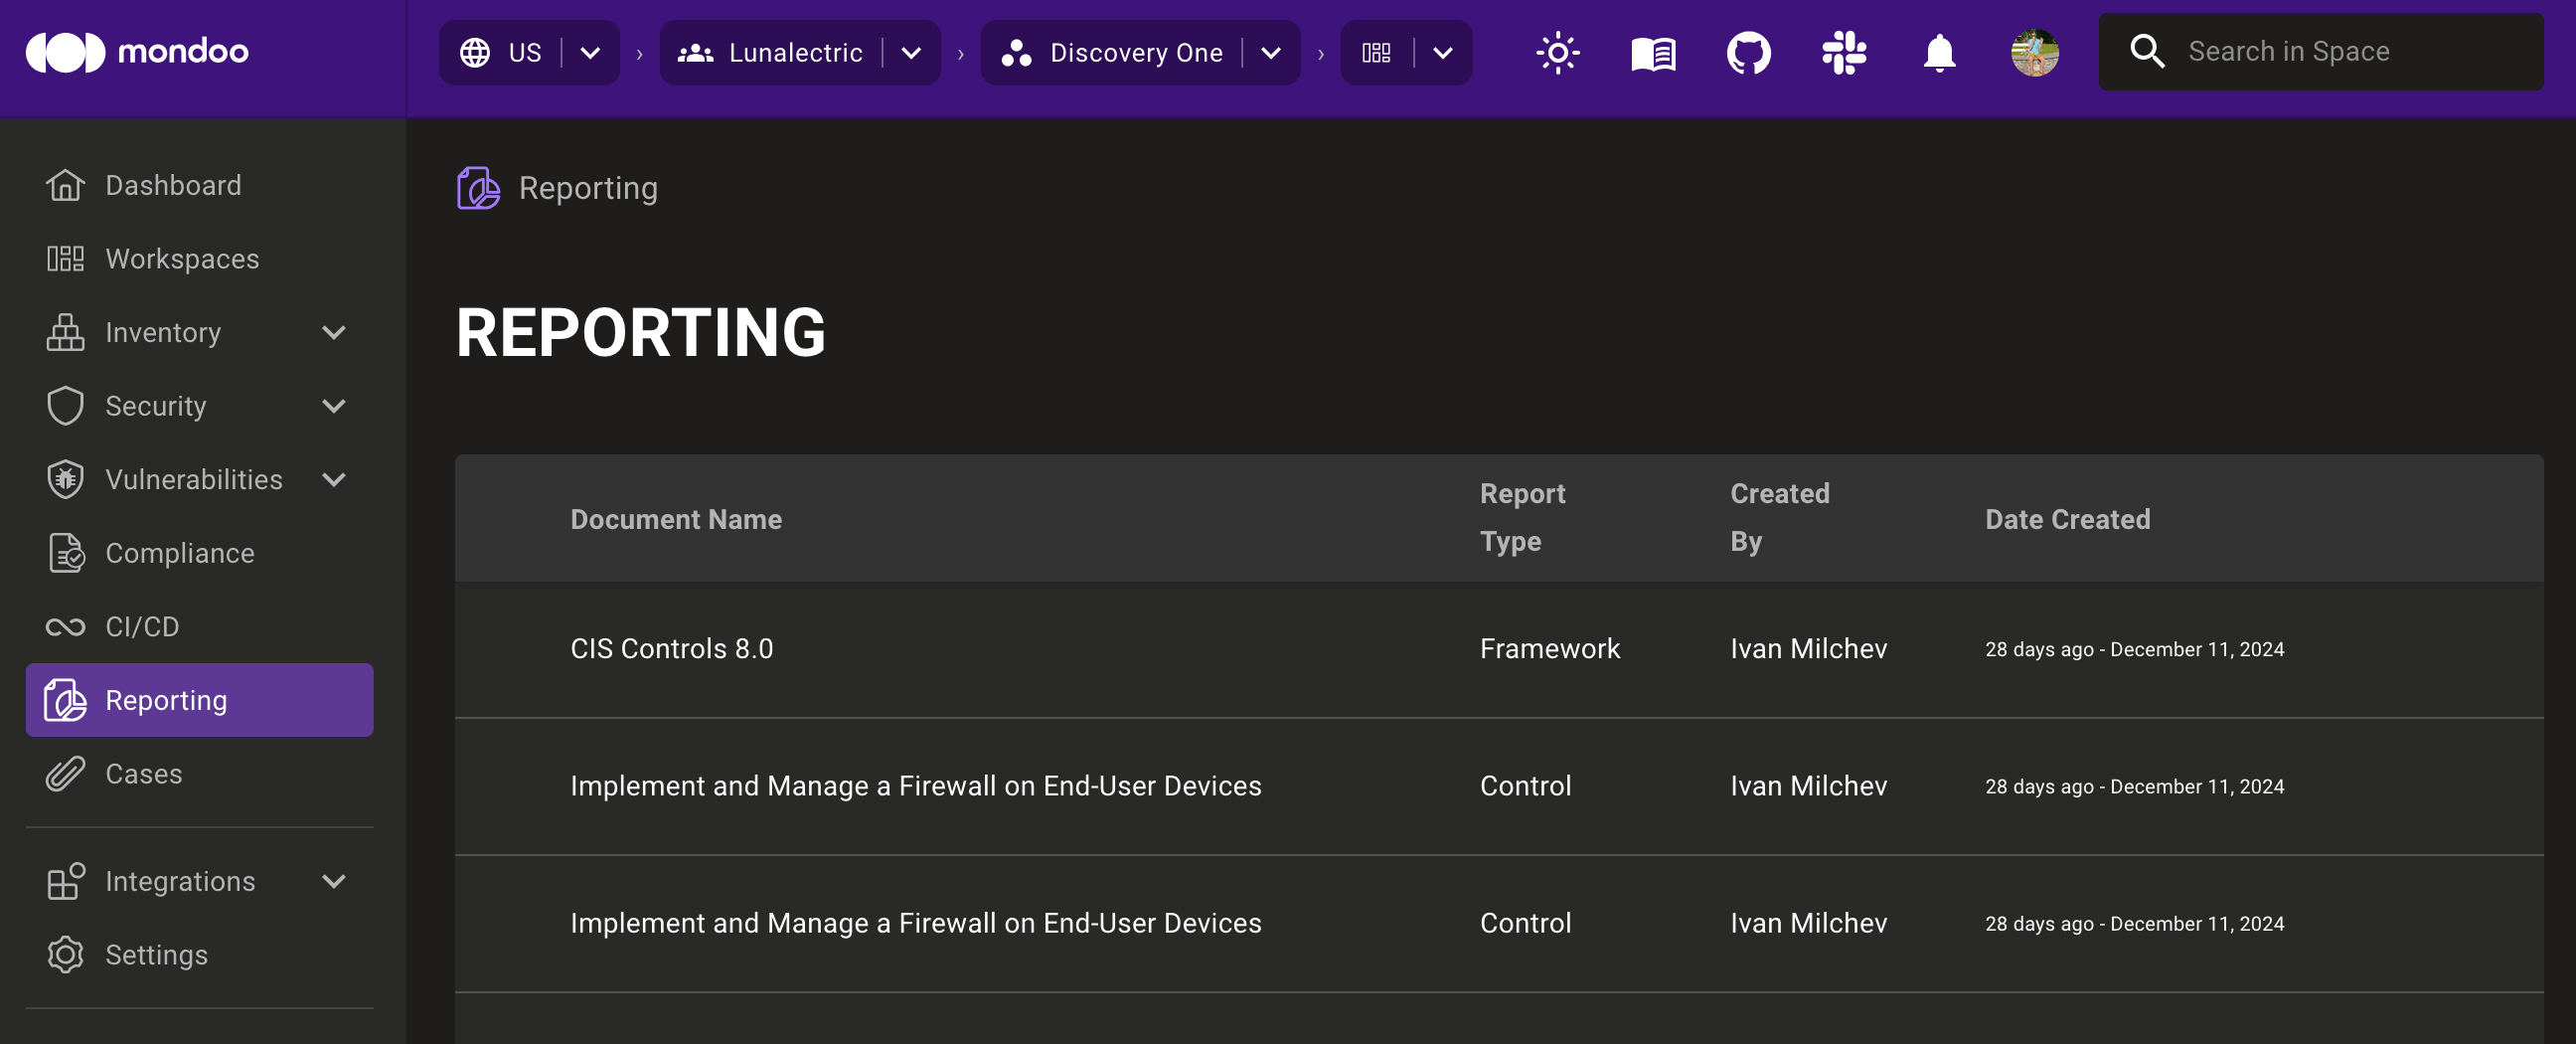 mondoo
US
Lunalectric
Discovery One
Search in Space
Dashboard
Workspaces
Inventory
Security
Vulnerabilities
Compliance
CI/CD
Reporting
Cases
Integrations
Settings
Reporting
REPORTING
Document Name
Report
Type
Created
By
Date Created
CIS Controls 8.0 Framework Ivan Milchev 28 days ago - December 11, 2024
Implement and Manage a Firewall on End-User Devices Control Ivan Milchev 28 days ago - December 11, 2024
Implement and Manage a Firewall on End-User Devices Control Ivan Milchev 28 days ago - December 11, 2024